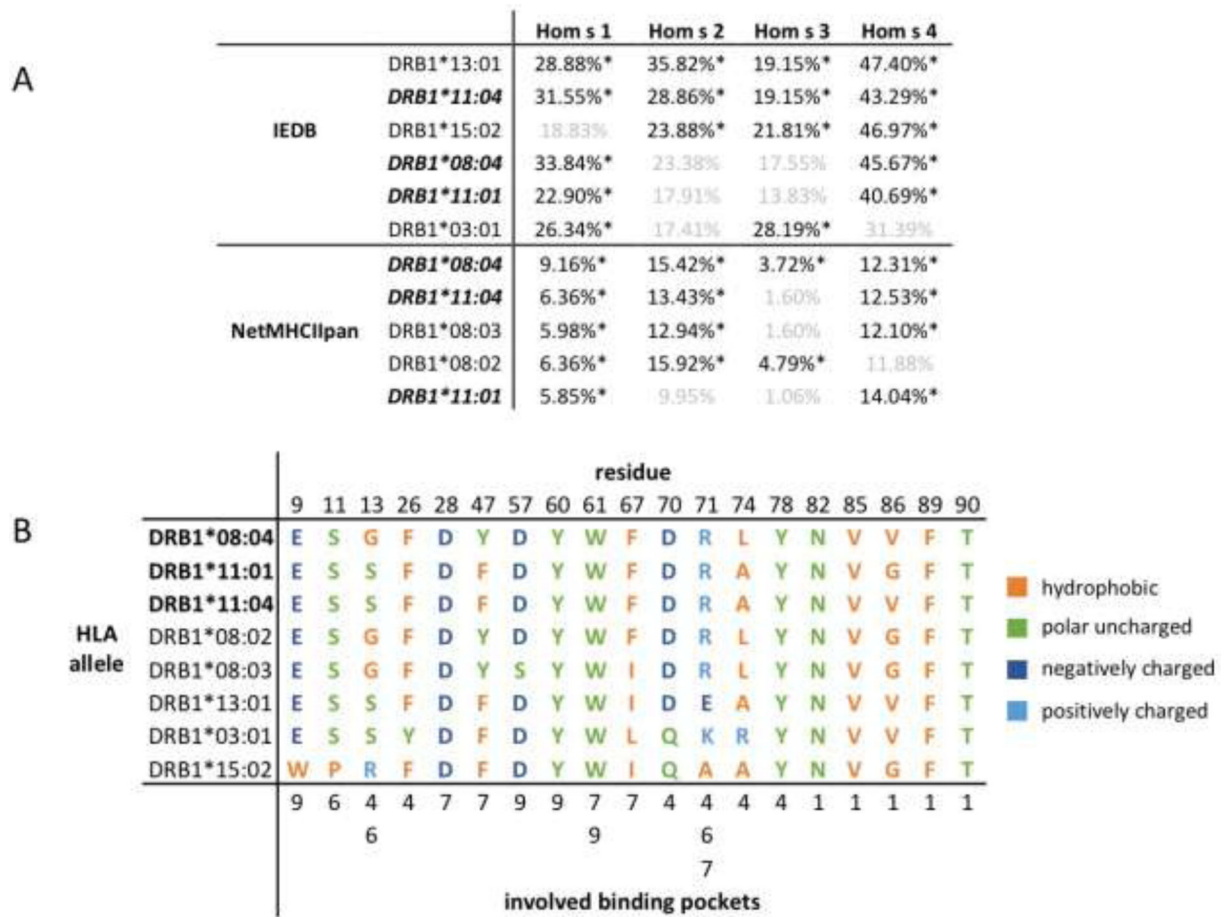 A
Hom s 1 Hom s 2 Hom s 3 Hom s 4
IEDB
DRB1*13:01 28.88%* 35.82%* 19.15%* 47.40%*
DRB1*11:04 31.55%* 28.86%* 19.15%* 43.29%*
DRB1*15:02 18.83% 23.88%* 21.81%* 46.97%*
DRB1*08:04 33.84%* 23.38% 17.55% 45.67%*
DRB1*11:01 22.90%* 17.91% 13.83% 40.69%*
DRB1*03:01 26.34%* 17.41% 28.19%* 31.39%
NetMHCIIpan
DRB1*08:04 9.16%* 15.42%* 3.72%* 12.31%*
DRB1*11:04 6.36%* 13.43%* 1.60% 12.53%*
DRB1*08:03 5.98%* 12.94%* 1.60% 12.10%*
DRB1*08:02 6.36%* 15.92%* 4.79%* 11.88%
DRB1*11:01 5.85%* 9.95% 1.06% 14.04%*
B
residue
9 11 13 26 28 47 57 60 61 67 70 71 74 78 82 85 86 89 90
HLA
allele
DRB1*08:04 E S G F D Y D Y W F D R L Y N V V F T
DRB1*11:01 E S S F D F D Y W F D R A Y N V G F T
DRB1*11:04 E S S F D F D Y W F D R A Y N V V F T
DRB1*08:02 E S G F D Y D Y W F D R L Y N V G F T
DRB1*08:03 E S G F D Y S Y W I D R L Y N V G F T
DRB1*13:01 E S S F D F D Y W I D E A Y N V V F T
DRB1*03:01 E S S Y D F D Y W L Q K R Y N V V F T
DRB1*15:02 W P R F D F D Y W I Q A A Y N V G F T
9 6 4 4 7 7 9 9 7 7 4 4 4 4 1 1 1 1 1
6 9 6
7
involved binding pockets
hydrophobic
polar uncharged
negatively charged
positively charged